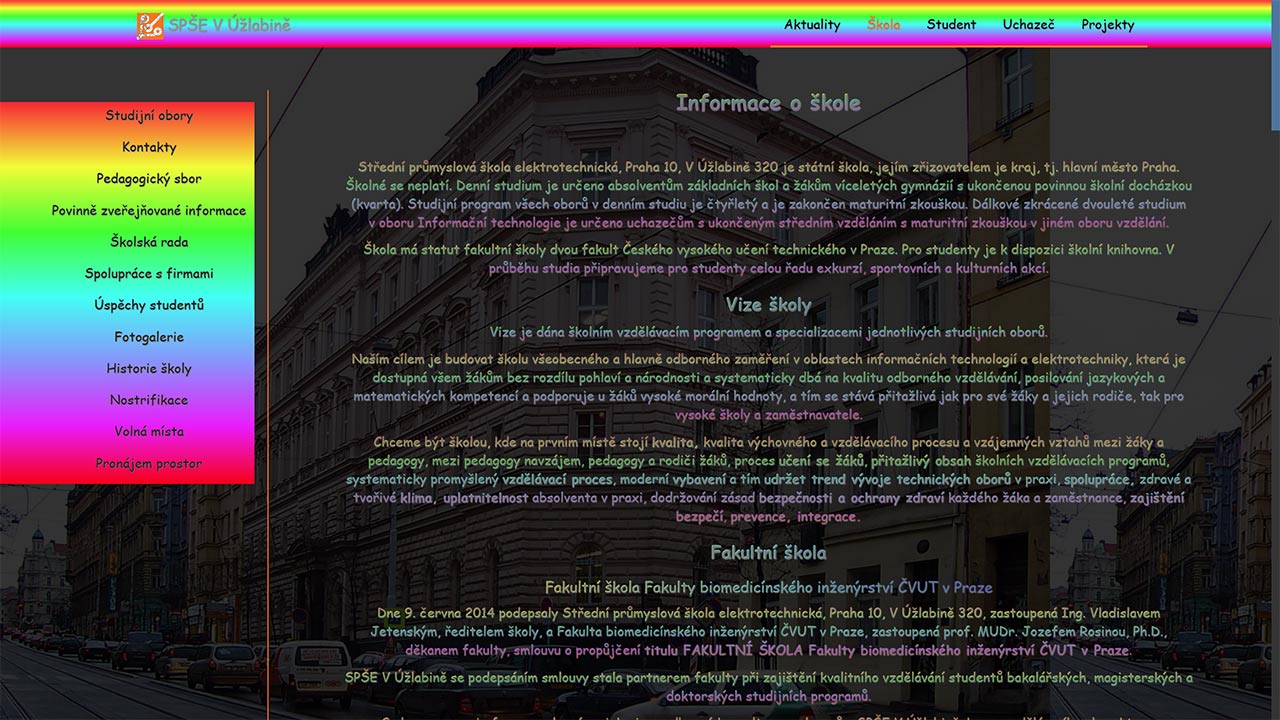 SPŠE V Úžlabině
Aktuality Škola Student Uchazeč Projekty
Studijní obory
Kontakty
Pedagogický sbor
Povinně zveřejňované informace
Školská rada
Spolupráce s firmami
Úspěchy studentů
Fotogalerie
Historie školy
Nostrifikace
Volná místa
Pronájem prostor
Informace o škole
Střední průmyslová škola elektrotechnická, Praha 10, V Úžlabině 320 je státní škola, jejím zřizovatelem je kraj, tj. hlavní město Praha.
Školné se neplatí. Denní studium je určeno absolventům základních škol a žákům víceletých gymnázií s ukončenou povinnou školní docházkou
(kvarta). Studijní program všech oborů v denním studiu je čtyřletý a je zakončen maturitní zkouškou. Dálkové zkrácené dvouleté studium
v oboru Informační technologie je určeno uchazečům s ukončeným středním vzděláním s maturitní zkouškou v jiném oboru vzdělání.
Škola má statut fakultní školy dvou fakult Českého vysokého učení technického v Praze. Pro studenty je k dispozici školní knihovna. V
průběhu studia připravujeme pro studenty celou řadu exkurzí, sportovních a kulturních akcí.
Vize školy
Vize je dána školním vzdělávacím programem a specializacemi jednotlivých studijních oborů.
Naším cílem je budovat školu všeobecného a hlavně odborného zaměření v oblastech informačních technologií a elektrotechniky, která je
dostupná všem žákům bez rozdílu pohlaví a národnosti a systematicky dbá na kvalitu odborného vzdělávání, posilování jazykových a
matematických kompetencí a podporuje u žáků vysoké morální hodnoty, a tím se stává přitažlivá jak pro své žáky a jejich rodiče, tak pro
vysoké školy a zaměstnavatele.
Chceme být školou, kde na prvním místě stojí kvalita, kvalita výchovného a vzdělávacího procesu a vzájemných vztahů mezi žáky a
pedagogy, mezi pedagogy navzájem, pedagogy a rodiči žáků, proces učení se žáků, přitažlivý obsah školních vzdělávacích programů,
systematicky promyšlený vzdělávací proces, moderní vybavení a tím udržet trend vývoje technických oborů v praxi, spolupráce, zdravé a
tvořivé klima, uplatnitelnost absolventa v praxi, dodržování zásad bezpečnosti a ochrany zdraví každého žáka a zaměstnance, zajištění
bezpečí, prevence, integrace.
Fakultní škola
Fakultní škola Fakulty biomedicínského inženýrství ČVUT v Praze
Dne 9. června 2014 podepsaly Střední průmyslová škola elektrotechnická, Praha 10, V Úžlabině 320, zastoupená Ing. Vladislavem
Jetenským, ředitelem školy, a Fakulta biomedicínského inženýrství ČVUT v Praze, zastoupená prof. MUDr. Jozefem Rosinou, Ph.D.,
děkanem fakulty, smlouvu o propůjčení titulu FAKULTNÍ ŠKOLA Fakulty biomedicínského inženýrství ČVUT v Praze.
SPŠE V Úžlabině se podepsáním smlouvy stala partnerem fakulty při zajištění kvalitního vzdělávání studentů bakalářských, magisterských a
doktorských studijních programů.